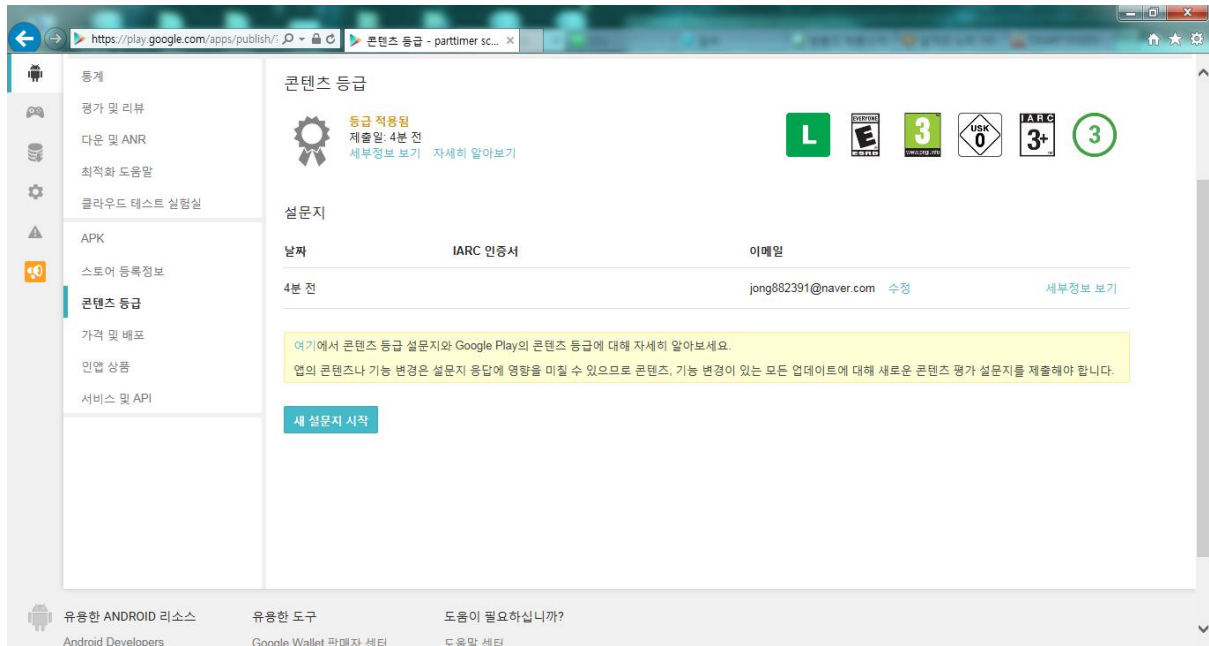 https://play.google.com/apps/publish/
콘텐츠 등급 - parttimer sc...
통계
평가 및 리뷰
다운 및 ANR
최적화 도움말
클라우드 테스트 실험실
APK
스토어 등록정보
콘텐츠 등급
가격 및 배포
인앱 상품
서비스 및 API
콘텐츠 등급
등급 적용됨
제출일: 4분 전
세부정보 보기 자세히 알아보기
L
EVERYONE
E
ESRB
3
www.pegi.info
USK
0
IARC
3+
3
설문지
날짜 IARC 인증서 이메일
4분 전 jong882391@naver.com 수정 세부정보 보기
여기에서 콘텐츠 등급 설문지와 Google Play의 콘텐츠 등급에 대해 자세히 알아보세요.
앱의 콘텐츠나 기능 변경은 설문지 응답에 영향을 미칠 수 있으므로 콘텐츠, 기능 변경이 있는 모든 업데이트에 대해 새로운 콘텐츠 평가 설문지를 제출해야 합니다.
새 설문지 시작
유용한 ANDROID 리소스 유용한 도구 도움이 필요하십니까?
Android Developers Google Wallet 판매자 센터 도움말 센터